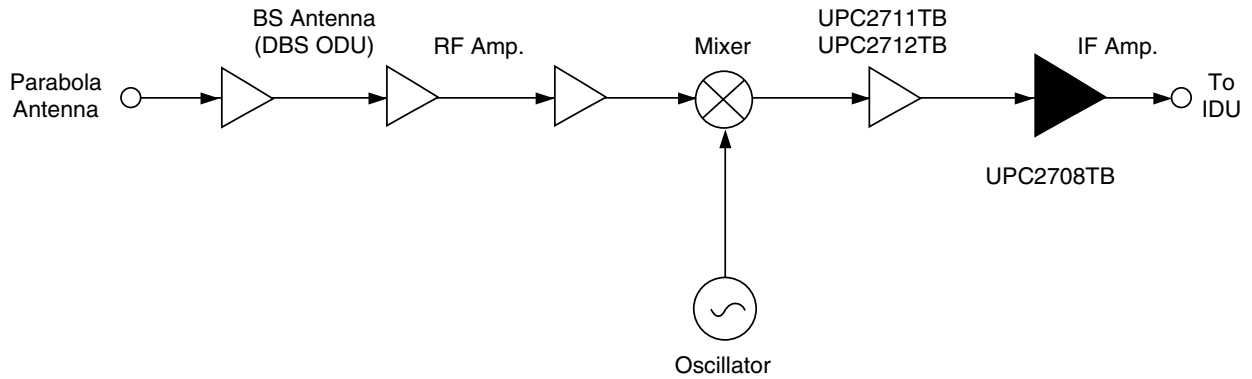 Parabola
Antenna
BS Antenna
(DBS ODU)
RF Amp.
Mixer
UPC2711TB
UPC2712TB
IF Amp.
To
IDU
UPC2708TB
Oscillator